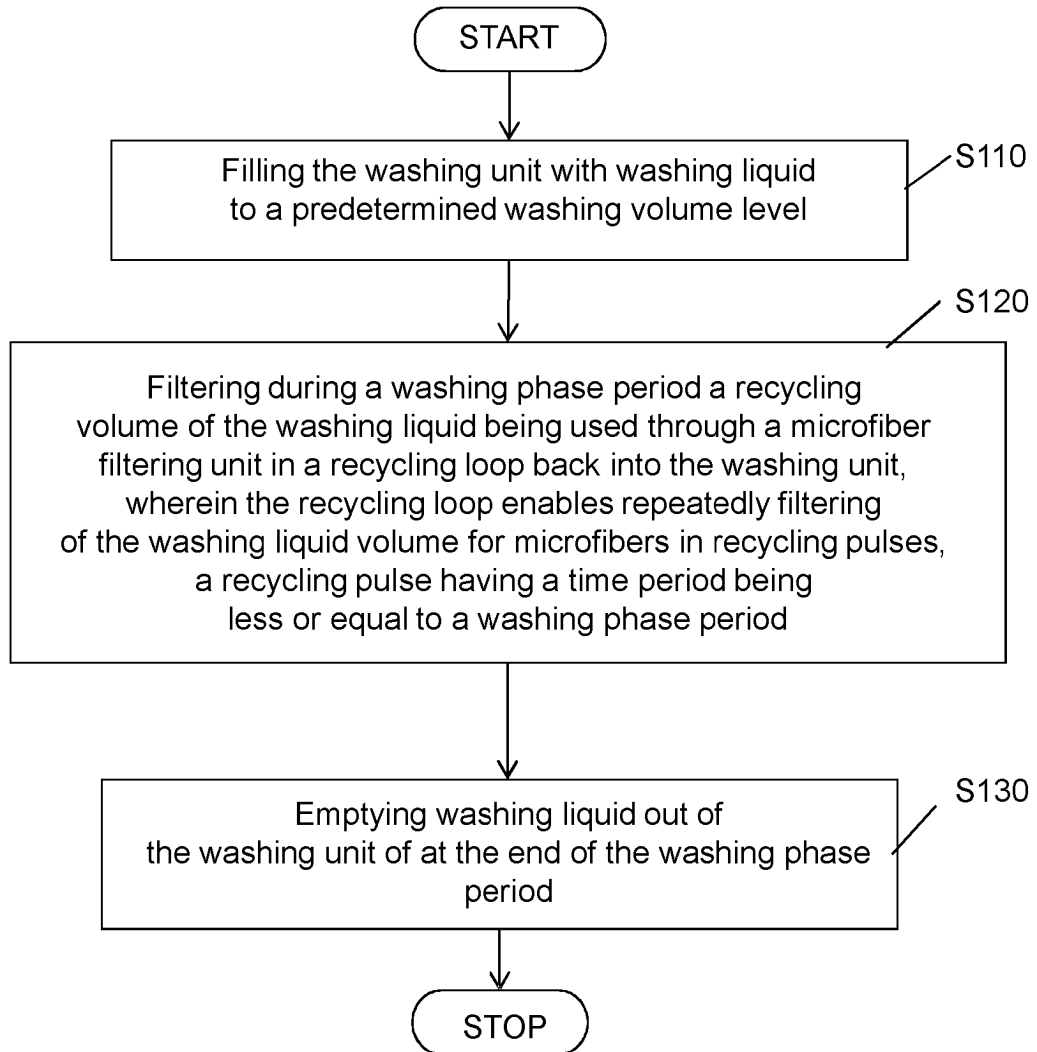 START
Filling the washing unit with washing liquid
to a predetermined washing volume level
S110
S120
Filtering during a washing phase period a recycling
volume of the washing liquid being used through a microfiber
filtering unit in a recycling loop back into the washing unit,
wherein the recycling loop enables repeatedly filtering
of the washing liquid volume for microfibers in recycling pulses,
a recycling pulse having a time period being
less or equal to a washing phase period
S130
Emptying washing liquid out of
the washing unit of at the end of the washing phase
period
STOP